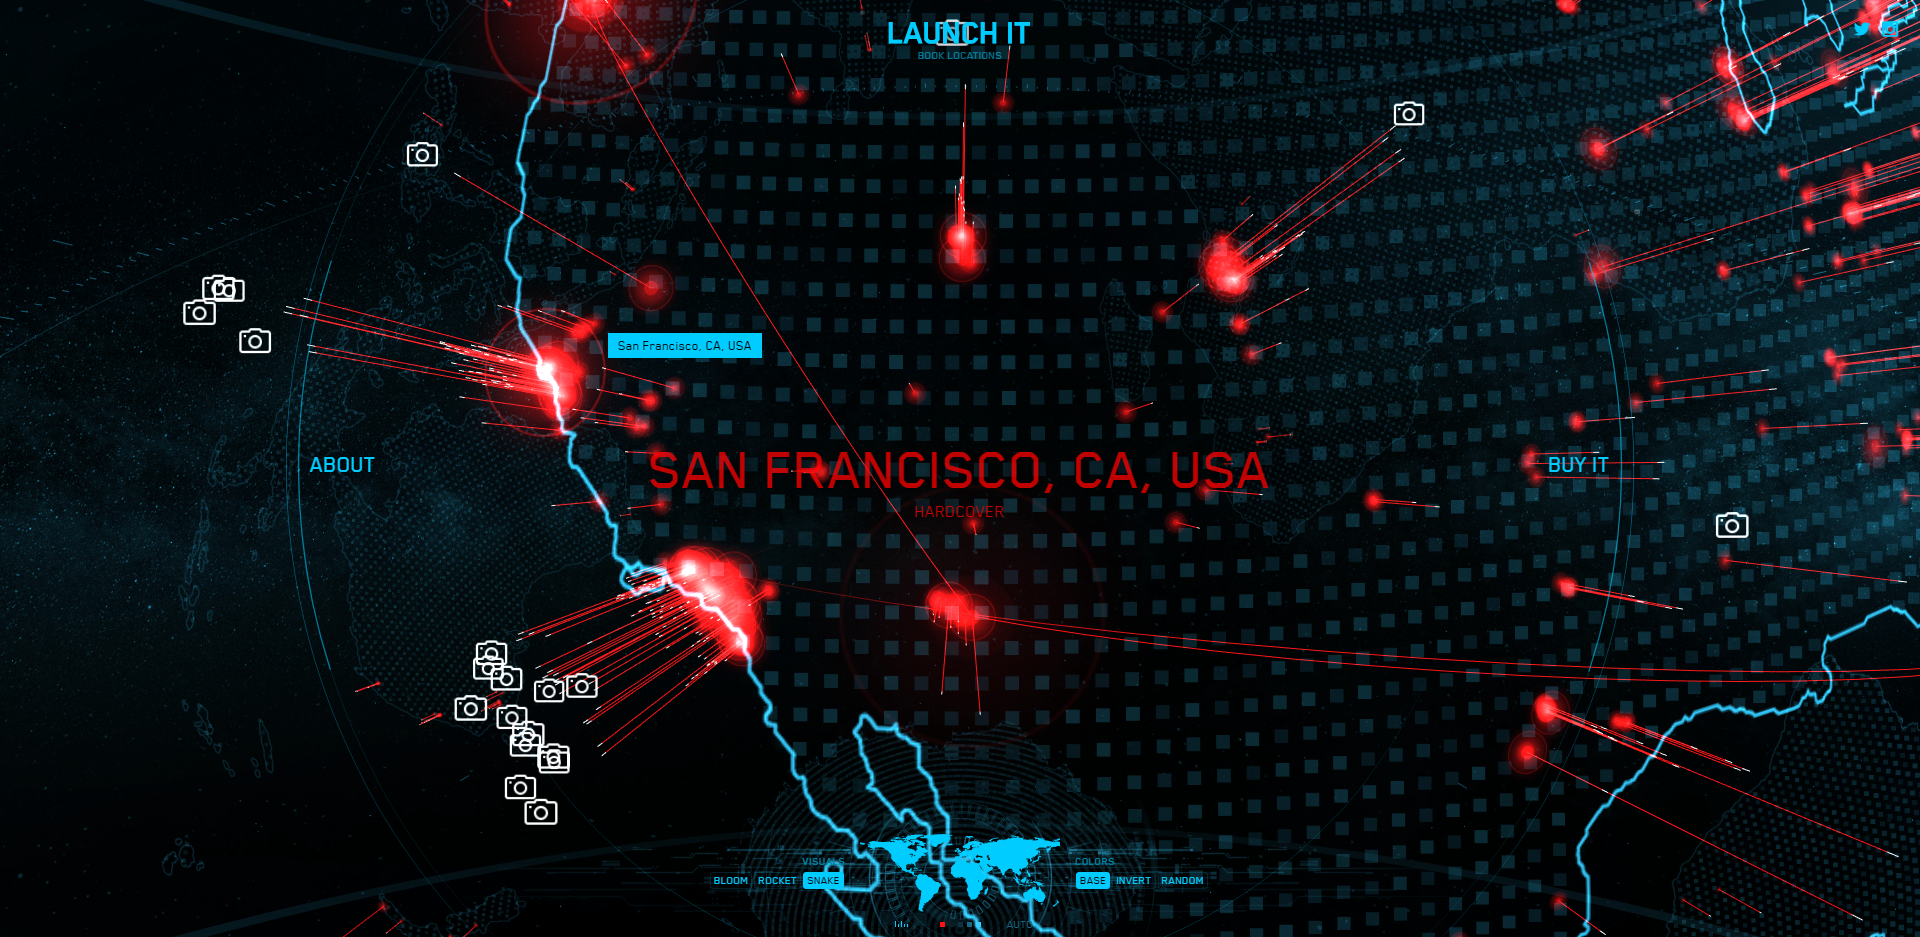 LAUNCH IT
BOOK LOCATIONS
San Francisco, CA, USA
ABOUT
SAN FRANCISCO, CA, USA
HARDCOVER
BUY IT
VISUALS
BLOOM ROCKET SNAKE
COLORS
BASE INVERT RANDOM
AUTO